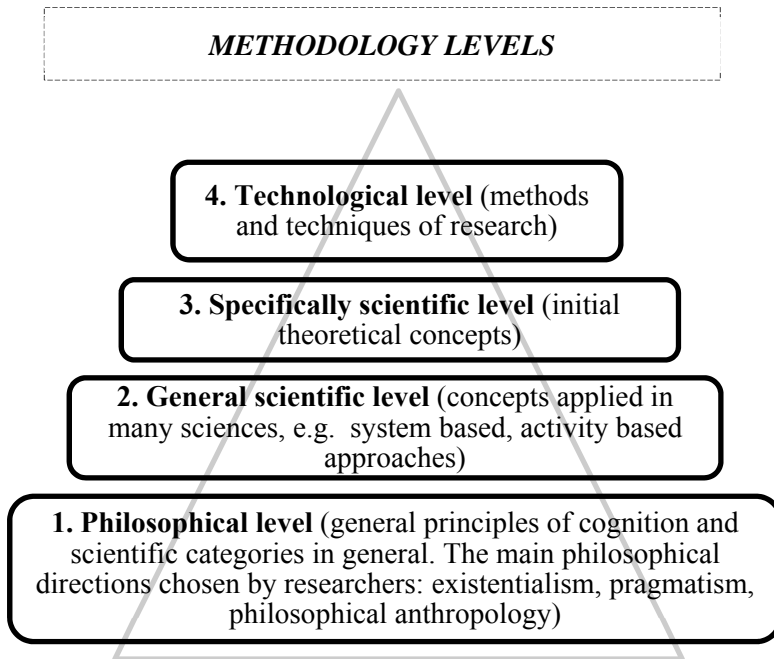 METHODOLOGY LEVELS
4. Technological level (methods
and techniques of research)
3. Specifically scientific level (initial
theoretical concepts)
2. General scientific level (concepts applied in
many sciences, e.g. system based, activity based
approaches)
1. Philosophical level (general principles of cognition and
scientific categories in general. The main philosophical
directions chosen by researchers: existentialism, pragmatism,
philosophical anthropology)